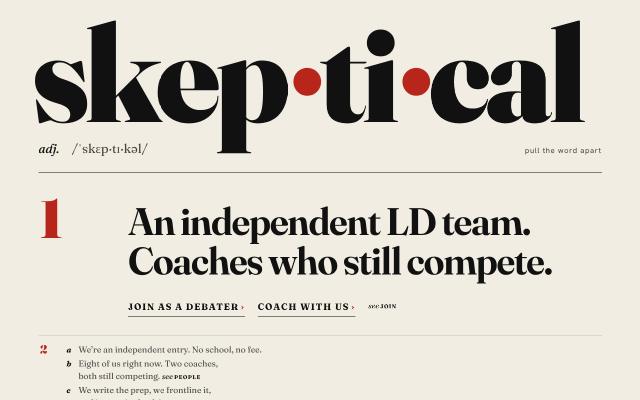 skep•ti•cal
adj. /ˈskɛp·tɪ·kəl/
pull the word apart
1
An independent LD team.
Coaches who still compete.
JOIN AS A DEBATER › COACH WITH US › see JOIN
2 a We're an independent entry. No school, no fee.
b Eight of us right now. Two coaches,
both still competing. see PEOPLE
c We write the prep, we frontline it,